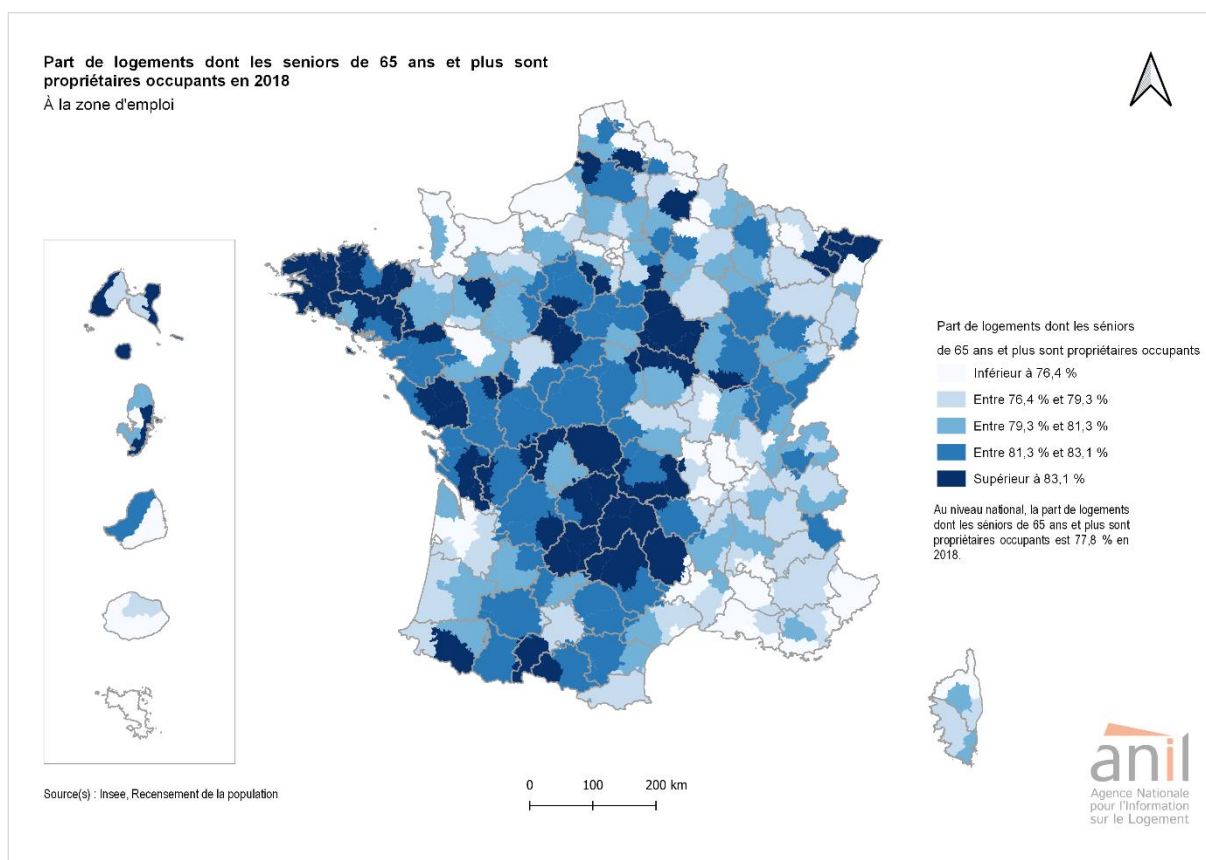 Part de logements dont les seniors de 65 ans et plus sont
propriétaires occupants en 2018
À la zone d'emploi
Part de logements dont les séniors
de 65 ans et plus sont propriétaires occupants
Inférieur à 76,4 %
Entre 76,4 % et 79,3 %
Entre 79,3 % et 81,3 %
Entre 81,3 % et 83,1 %
Supérieur à 83,1 %
Au niveau national, la part de logements
dont les séniors de 65 ans et plus sont
propriétaires occupants est 77,8 % en
2018.
Source(s) : Insee, Recensement de la population
0 100 200 km
anil
Agence Nationale
pour l'Information
sur le Logement